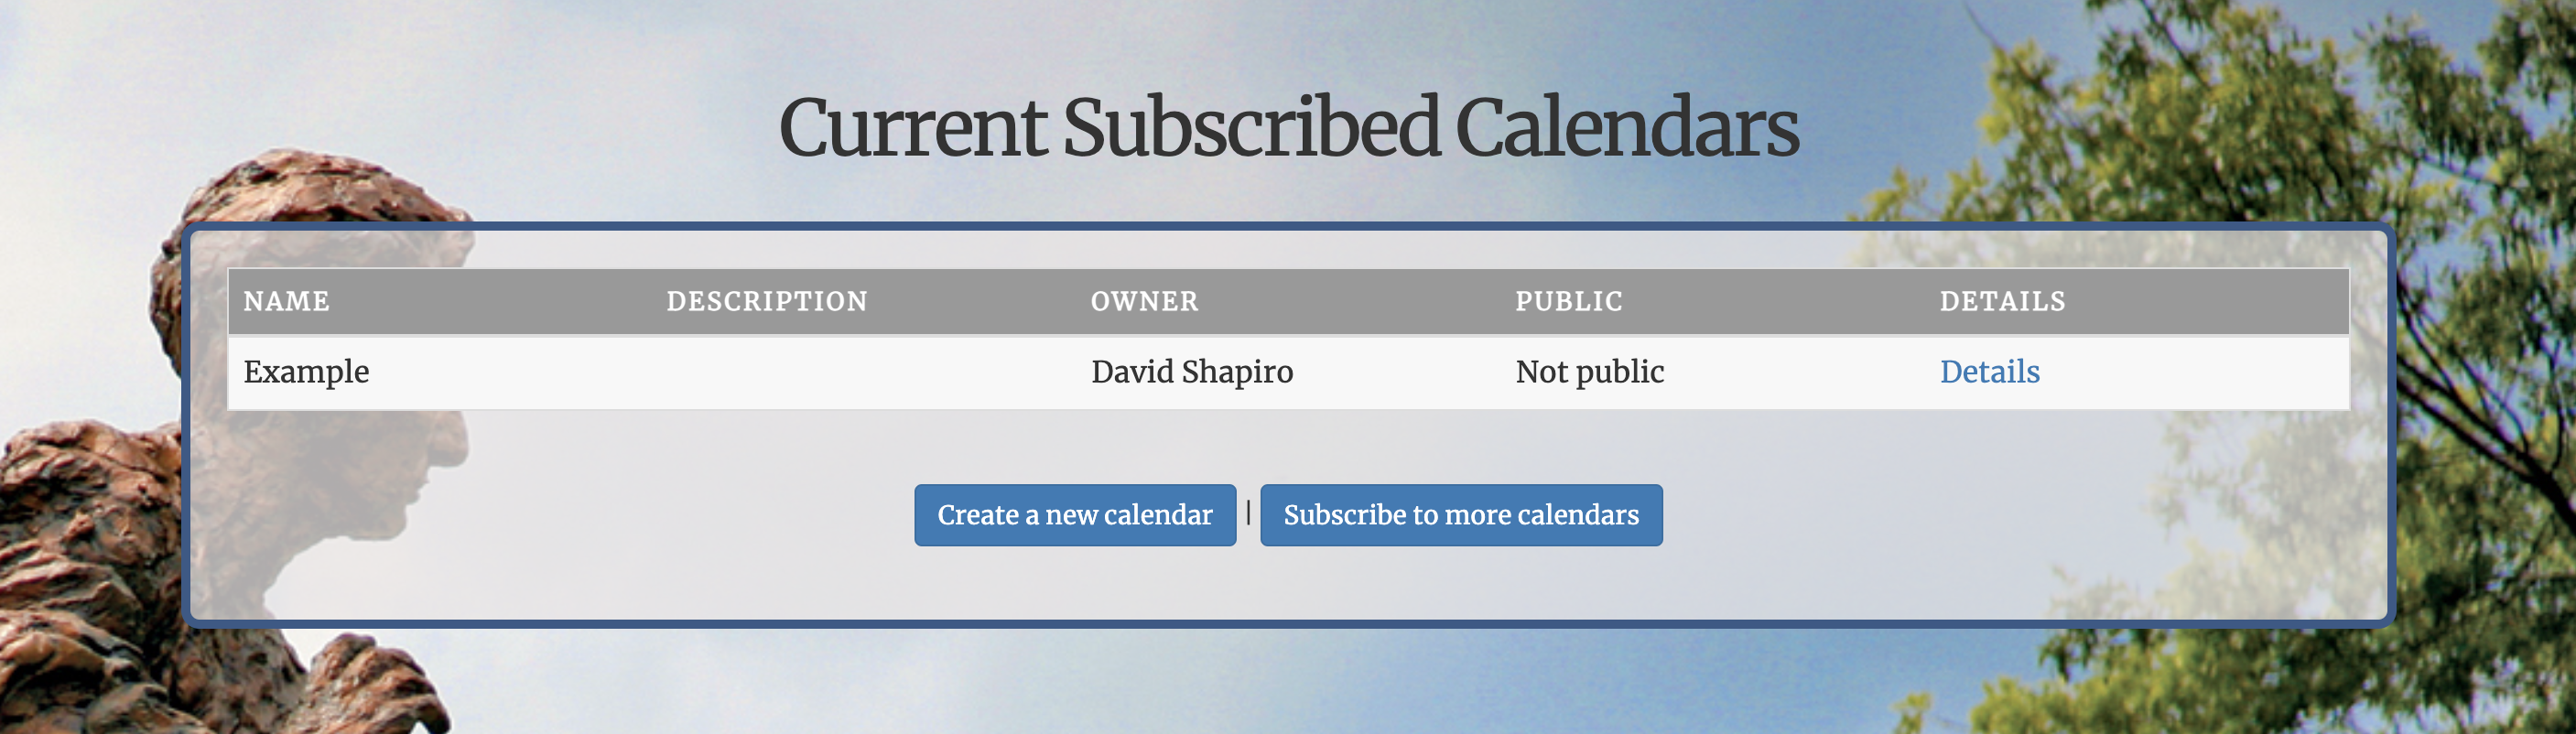 Current Subscribed Calendars
NAME DESCRIPTION OWNER PUBLIC DETAILS
Example David Shapiro Not public Details
Create a new calendar | Subscribe to more calendars